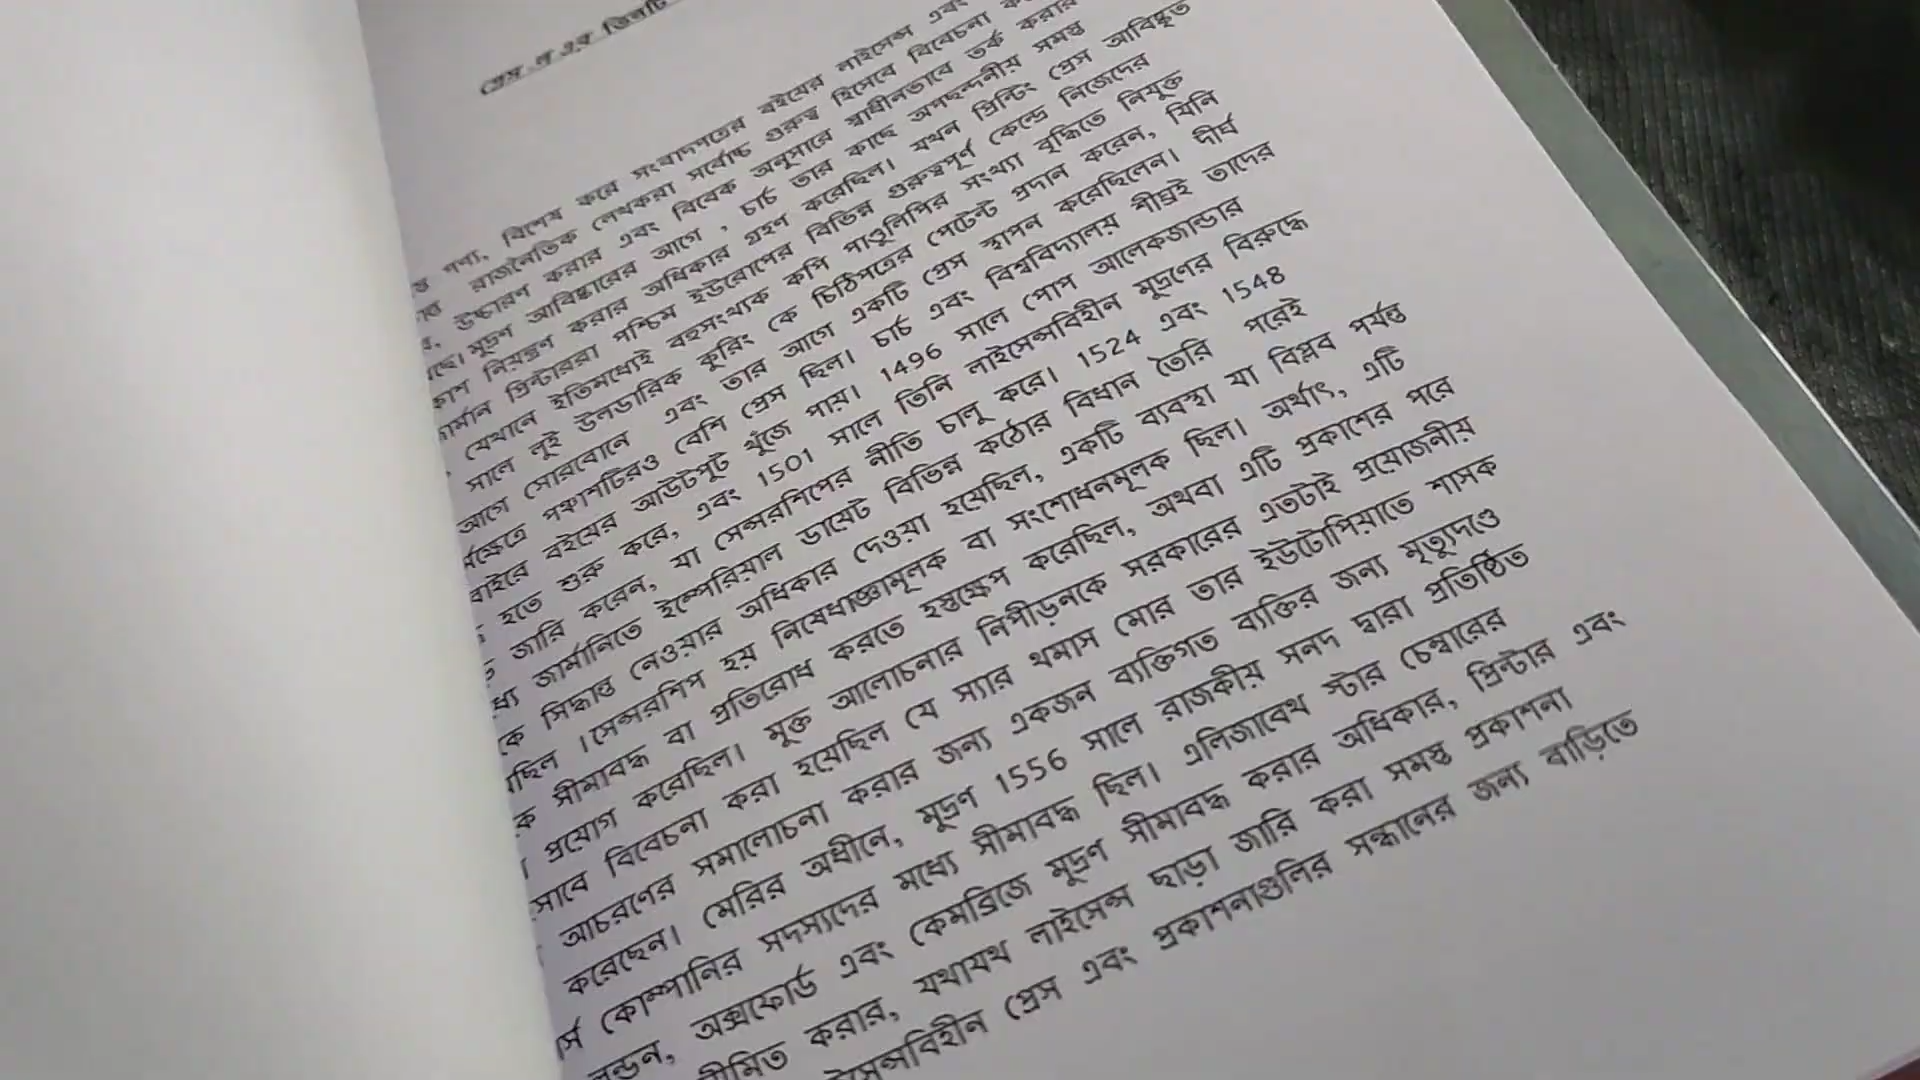 প্রেস ল এর তিনটি
পণ্য, বিশেষ করে সংবাদপত্রের বইয়ের লাইসেন্স এবং
রাজনৈতিক লেখকরা সর্বোচ্চ গুরুত্ব হিসেবে বিবেচনা
উচ্চারণ করার এবং বিবেক অনুসারে স্বাধীনভাবে তর্ক করার
মুদ্রণ আবিষ্কারের আগে , চার্চ তার কাছে অপছন্দনীয় সমস্ত
নিয়ন্ত্রণ করার অধিকার গ্রহণ করেছিল। যখন প্রিন্টিং প্রেস আবিষ্কৃত
প্রিন্টাররা পশ্চিম ইউরোপের বিভিন্ন গুরুত্বপূর্ণ কেন্দ্রে নিজেদের
যেখানে ইতিমধ্যেই বহুসংখ্যক কপি পাণ্ডুলিপির সংখ্যা বৃদ্ধিতে নিযুক্ত
সালে লুই উলডারিক কুরিং কে চিঠিপত্রের পেটেন্ট প্রদান করেন, যিনি
আগে সোরবোনে এবং তার আগে একটি প্রেস স্থাপন করেছিলেন। দীর্ঘ
পঞ্চাশটিরও বেশি প্রেস ছিল। চার্চ এবং বিশ্ববিদ্যালয় শীঘ্রই তাদের
বাইরে বইয়ের আউটপুট খুঁজে পায়। 1496 সালে পোপ আলেকজান্ডার
হতে শুরু করে, এবং 1501 সালে তিনি লাইসেন্সবিহীন মুদ্রণের বিরুদ্ধে
জারি করেন, যা সেন্সরশিপের নীতি চালু করে। 1524 এবং 1548
জার্মানিতে ইম্পেরিয়াল ডায়েট বিভিন্ন কঠোর বিধান তৈরি পরেই
সিদ্ধান্ত নেওয়ার অধিকার দেওয়া হয়েছিল, একটি ব্যবস্থা যা বিপ্লব পর্যন্ত
।সেন্সরশিপ হয় নিষেধাজ্ঞামূলক বা সংশোধনমূলক ছিল। অর্থাৎ, এটি
সীমাবদ্ধ বা প্রতিরোধ করতে হস্তক্ষেপ করেছিল, অথবা এটি প্রকাশের পরে
প্রয়োগ করেছিল। মুক্ত আলোচনার নিপীড়নকে সরকারের এতটাই প্রয়োজনীয়
বিবেচনা করা হয়েছিল যে স্যার থমাস মোর তার ইউটোপিয়াতে শাসক
আচরণের সমালোচনা করার জন্য একজন ব্যক্তিগত ব্যক্তির জন্য মৃত্যুদণ্ডে
করেছেন। মেরির অধীনে, মুদ্রণ 1556 সালে রাজকীয় সনদ দ্বারা প্রতিষ্ঠিত
কোম্পানির সদস্যদের মধ্যে সীমাবদ্ধ ছিল। এলিজাবেথ স্টার চেম্বারের
লন্ডন, অক্সফোর্ড এবং কেমব্রিজে মুদ্রণ সীমাবদ্ধ করার অধিকার, প্রিন্টার এবং
করার, যথাযথ লাইসেন্স ছাড়া জারি করা সমস্ত প্রকাশনা
প্রেস এবং প্রকাশনাগুলির সন্ধানের জন্য বাড়িতে